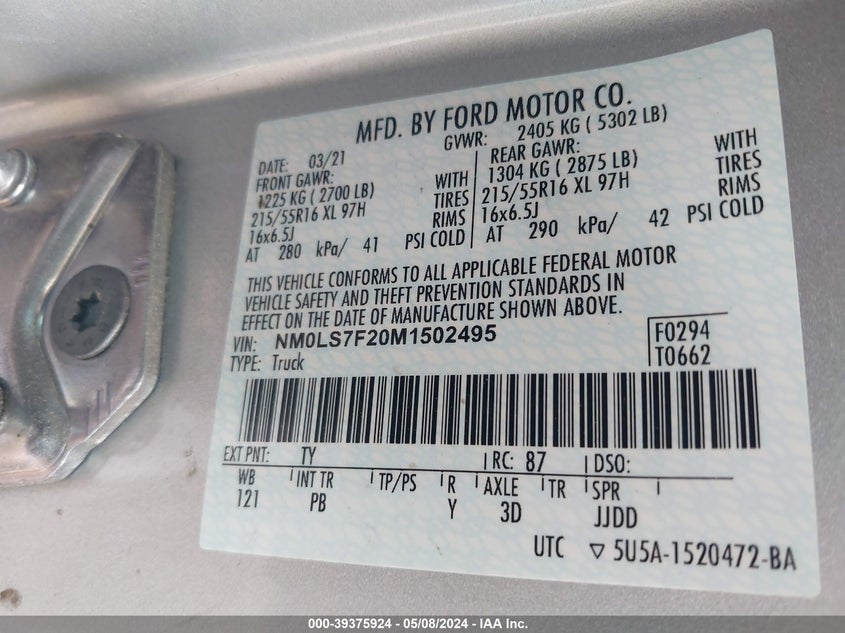 MFD. BY FORD MOTOR CO.
DATE: 03/21 GVWR: 2405 KG ( 5302 LB)
FRONT GAWR: REAR GAWR:
1225 KG ( 2700 LB) WITH 1304 KG ( 2875 LB) WITH
215/55R16 XL 97H TIRES 215/55R16 XL 97H TIRES
16x6.5J RIMS 16x6.5J RIMS
AT 280 kPa/ 41 PSI COLD AT 290 kPa/ 42 PSI COLD
THIS VEHICLE CONFORMS TO ALL APPLICABLE FEDERAL MOTOR
VEHICLE SAFETY AND THEFT PREVENTION STANDARDS IN
EFFECT ON THE DATE OF MANUFACTURE SHOWN ABOVE.
VIN: NM0LS7F20M1502495 F0294
TYPE: Truck T0662
EXT PNT: TY RC: 87 DSO:
WB INT TR TP/PS R AXLE TR SPR
121 PB Y 3D JJDD
UTC ▽ 5U5A-1520472-BA
000-39375924 - 05/08/2024 - IAA Inc.